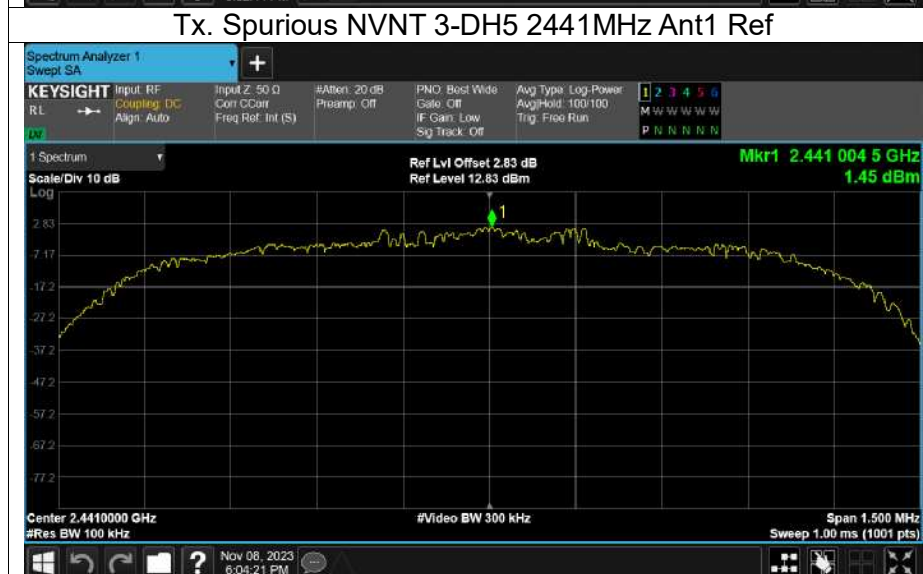 Tx. Spurious NVNT 3-DH5 2441MHz Ant1 Ref
Spectrum Analyzer 1
Swept SA
+
KEYSIGHT
RL
Input: RF
Coupling: DC
Align: Auto
Input Z: 50 Ω
Corr CCorr
Freq Ref: Int (S)
#Atten: 20 dB
Preamp: Off
PNO: Best Wide
Gate: Off
IF Gain: Low
Sig Track: Off
Avg Type: Log-Power
Avg|Hold: 100/100
Trig: Free Run
1 2 3 4 5 6
M W W W W W
P N N N N N
1 Spectrum
Scale/Div 10 dB
Log
Ref Lvl Offset 2.83 dB
Ref Level 12.83 dBm
Mkr1 2.441 004 5 GHz
1.45 dBm
1
2.83
-7.17
-17.2
-27.2
-37.2
-47.2
-57.2
-67.2
-77.2
Center 2.4410000 GHz
#Res BW 100 kHz
#Video BW 300 kHz
Span 1.500 MHz
Sweep 1.00 ms (1001 pts)
?
Nov 08, 2023
6:04:21 PM